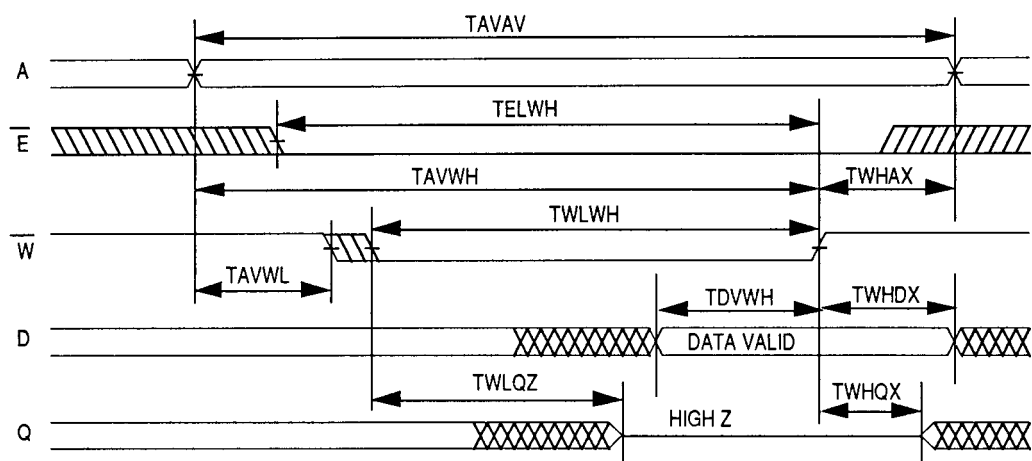 TAVAV
A
TELWH
E
TAVWH
TWHAX
TWLWH
W
TAVWL
TDVWH
TWHDX
D
DATA VALID
TWLQZ
TWHQX
Q
HIGH Z